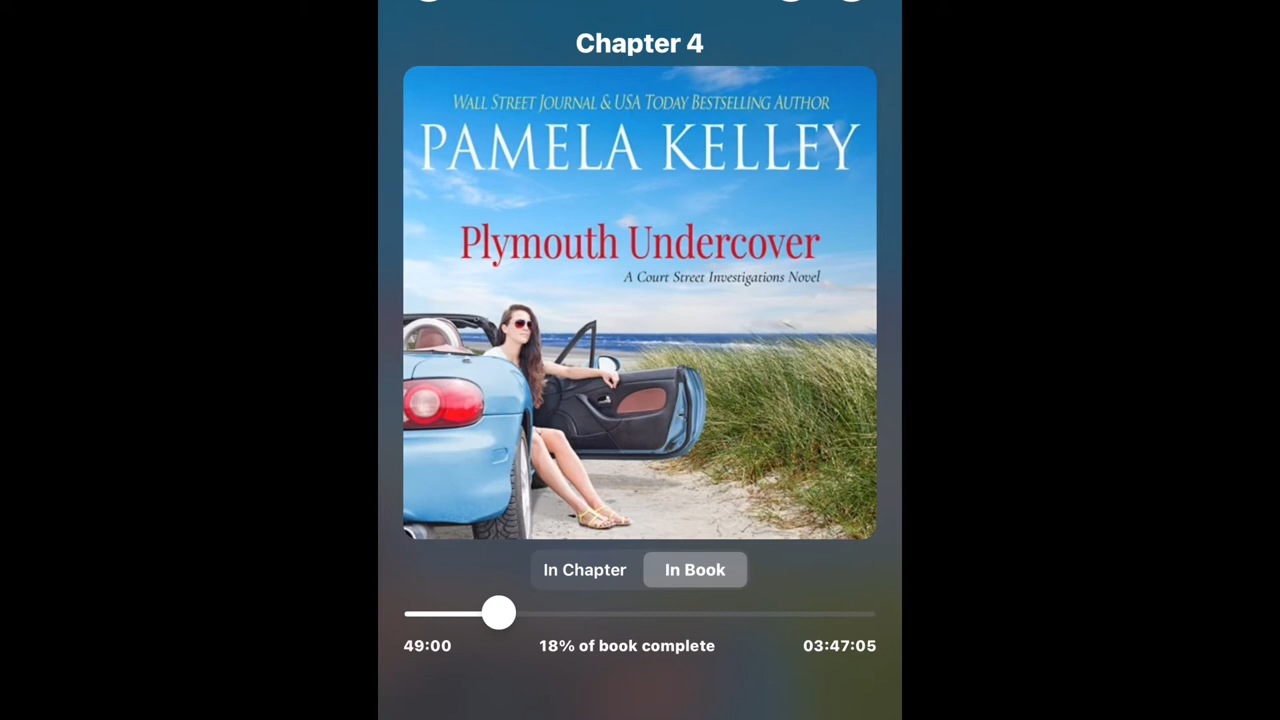 Chapter 4
WALL STREET JOURNAL & USA TODAY BESTSELLING AUTHOR
PAMELA KELLEY
Plymouth Undercover
A Court Street Investigations Novel
In Chapter
In Book
49:00
18% of book complete
03:47:05